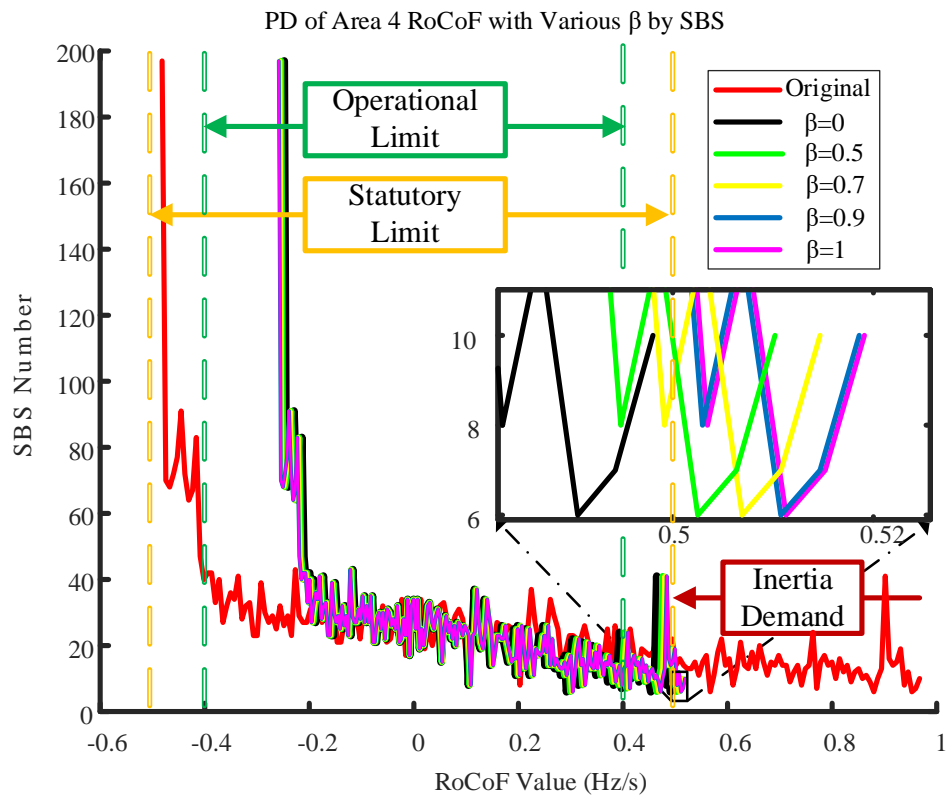 PD of Area 4 RoCoF with Various β by SBS
200
180
160
140
120
100
80
60
40
20
0
SBS Number
Operational
Limit
Statutory
Limit
Original
β=0
β=0.5
β=0.7
β=0.9
β=1
10
8
6
0.5
0.52
Inertia
Demand
-0.6
-0.4
-0.2
0
0.2
0.4
0.6
0.8
1
RoCoF Value (Hz/s)